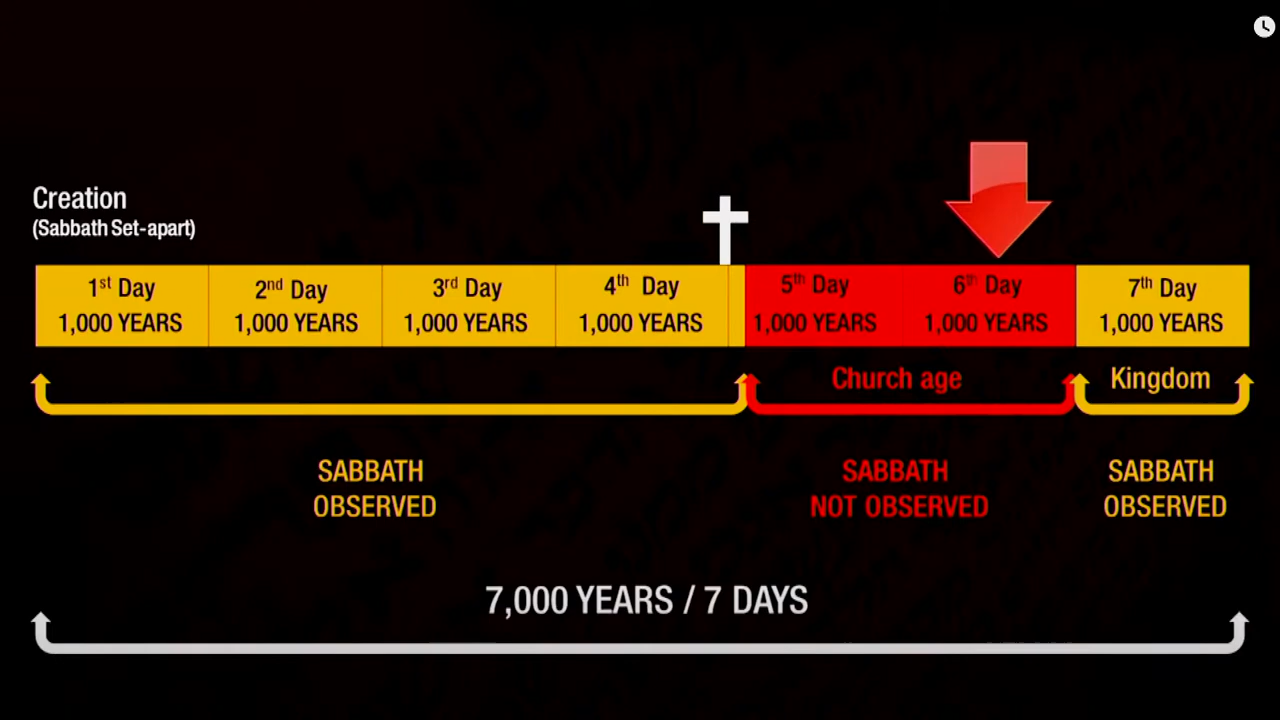 Creation
(Sabbath Set-apart)
1st Day
1,000 YEARS
2nd Day
1,000 YEARS
3rd Day
1,000 YEARS
4th Day
1,000 YEARS
5th Day
1,000 YEARS
6th Day
1,000 YEARS
7th Day
1,000 YEARS
Church age
Kingdom
SABBATH
OBSERVED
SABBATH
NOT OBSERVED
SABBATH
OBSERVED
7,000 YEARS / 7 DAYS